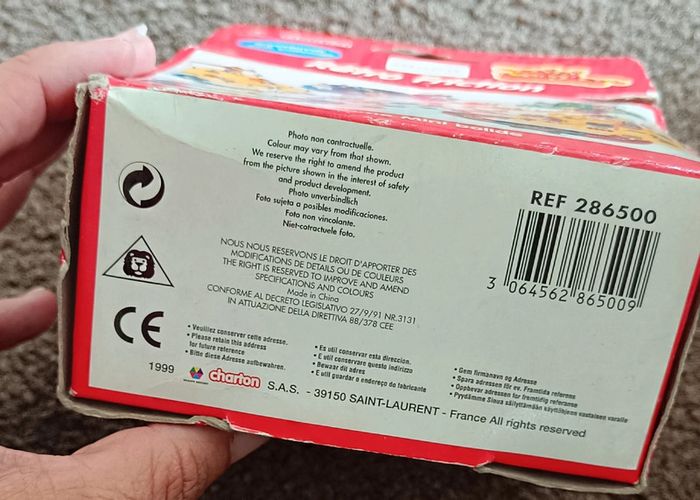 Mini bolide
Photo non contractuelle.
Colour may vary from that shown.
We reserve the right to amend the product
from the picture shown in the interest of safety
and product development.
Photo unverbindlich
Foto sujeta a posibles modificaciones.
Foto non vincolante.
Niet-contractuele foto.
NOUS NOUS RESERVONS LE DROIT D'APPORTER DES
MODIFICATIONS DE DETAILS OU DE COULEURS
THE RIGHT IS RESERVED TO IMPROVE AND AMEND
SPECIFICATIONS AND COLOURS
Made in China
CONFORME AL DECRETO LEGISLATIVO 27/9/91 NR.3131
IN ATTUAZIONE DELLA DIRETTIVA 88/378 CEE
REF 286500
3 064562 865009
CE
• Veuillez conserver cette adresse.
• Please retain this address
for future reference
• Bitte diese Adresse aufbewahren.
• Es util conservar esta direccion.
• E util conservare questo indirizzo
• Bewaar dit adres
• E util guardar o endereço do fabricante
• Gem firmanavn og Adresse
• Spara adressen för ev. Framtida referens
• Oppbevar adressen for fremtidig referanse
• Pyydämme Sinua säilyttämään käyttöohjeen vastaisen varalle
1999 charton S.A.S. - 39150 SAINT-LAURENT - France All rights reserved